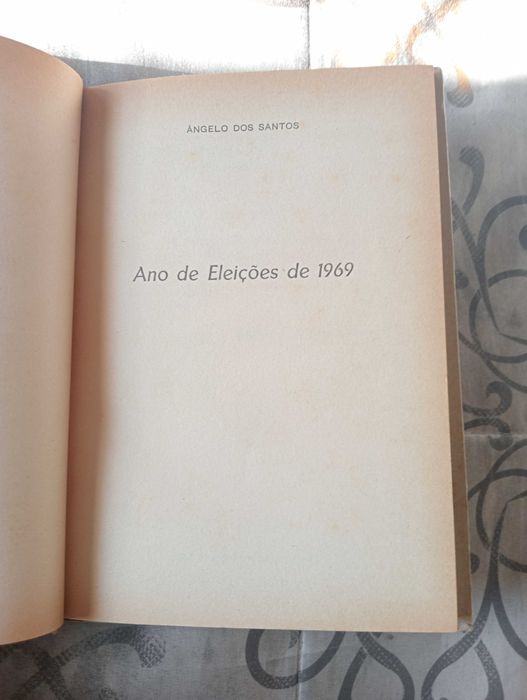 ÂNGELO DOS SANTOS
Ano de Eleições de 1969